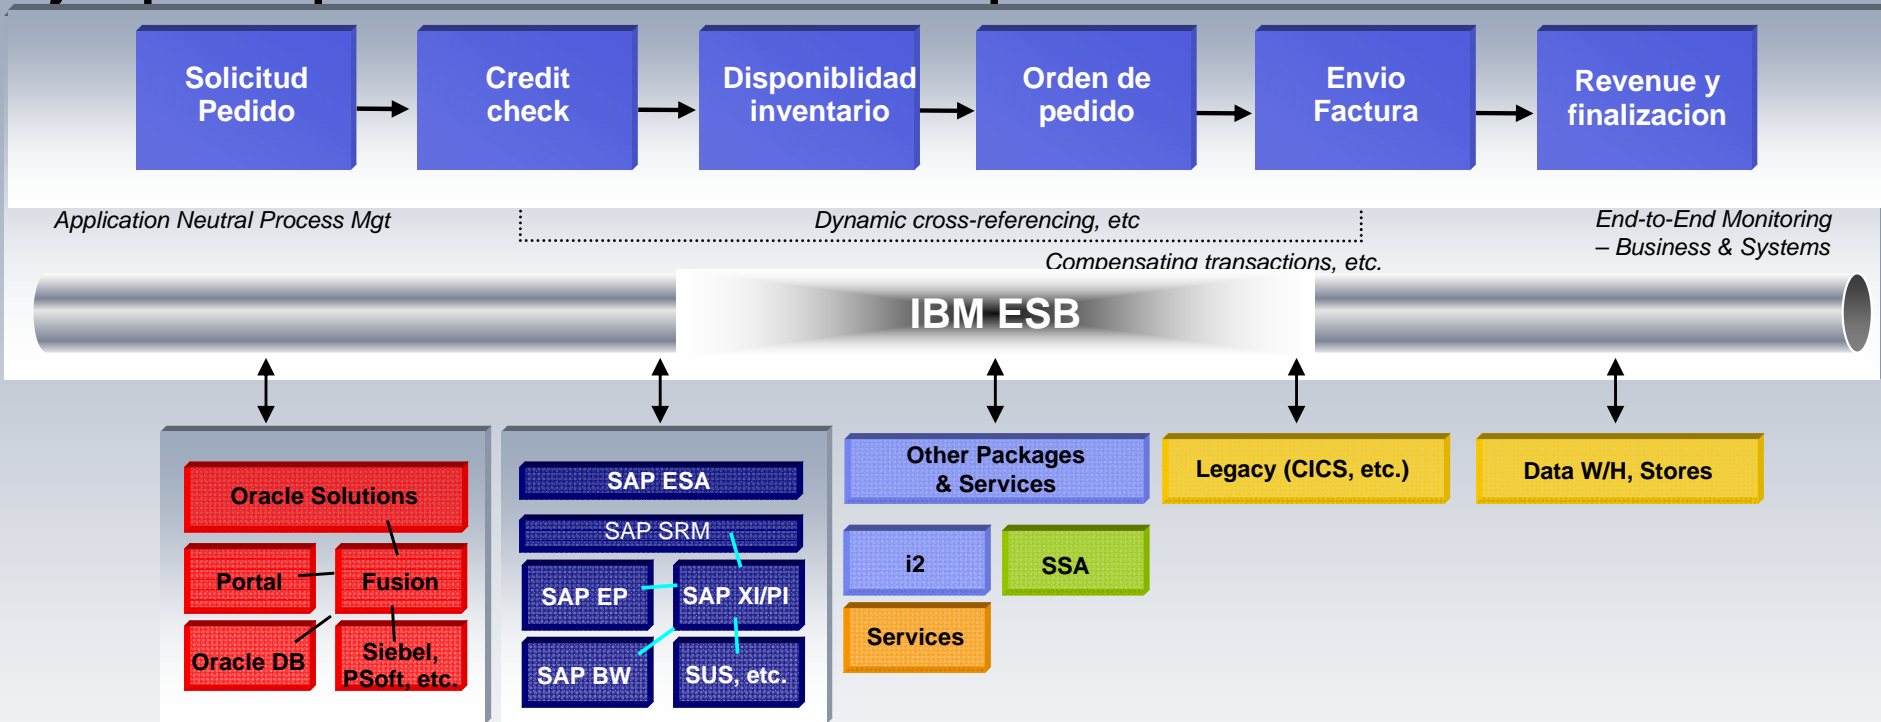 Solicitud
Pedido
Credit
check
Disponiblidad
inventario
Orden de
pedido
Envio
Factura
Revenue y
finalizacion
Application Neutral Process Mgt
Dynamic cross-referencing, etc
End-to-End Monitoring
– Business & Systems
Compensating transactions, etc.
IBM ESB
Oracle Solutions
Portal
Fusion
Oracle DB
Siebel,
PSoft, etc.
SAP ESA
SAP SRM
SAP EP
SAP XI/PI
SAP BW
SUS, etc.
Other Packages
& Services
i2
SSA
Services
Legacy (CICS, etc.)
Data W/H, Stores